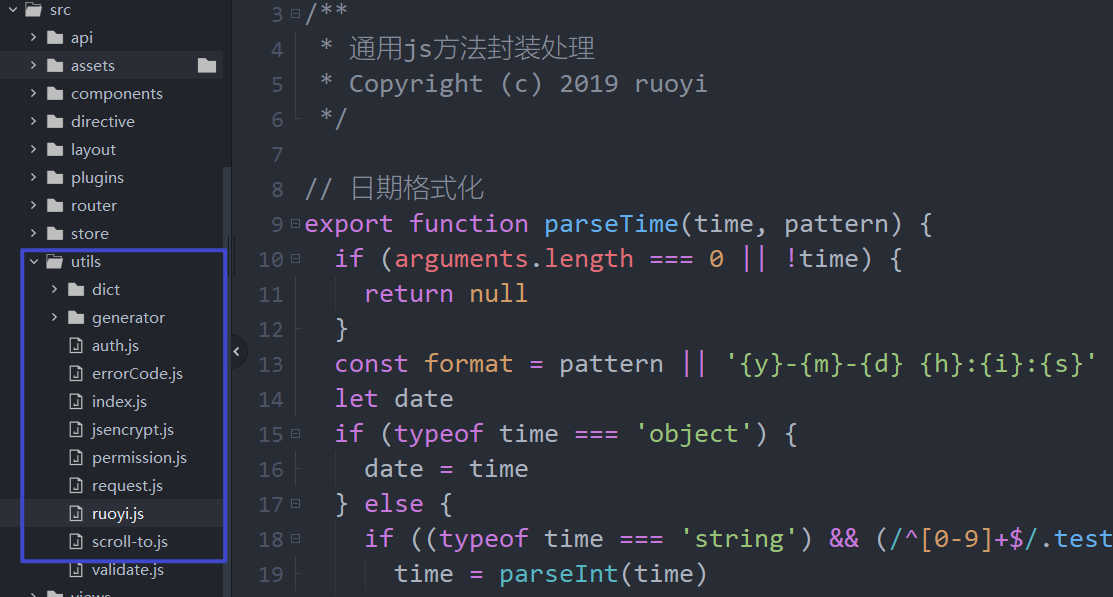 src
api
assets
components
directive
layout
plugins
router
store
utils
dict
generator
auth.js
errorCode.js
index.js
jsencrypt.js
permission.js
request.js
ruoyi.js
scroll-to.js
validate.js
views
3 /**
4 * 通用js方法封装处理
5 * Copyright (c) 2019 ruoyi
6 */
7
8 // 日期格式化
9 export function parseTime(time, pattern) {
10 if (arguments.length === 0 || !time) {
11 return null
12 }
13 const format = pattern || '{y}-{m}-{d} {h}:{i}:{s}'
14 let date
15 if (typeof time === 'object') {
16 date = time
17 } else {
18 if ((typeof time === 'string') && (/^[0-9]+$/.test
19 time = parseInt(time)